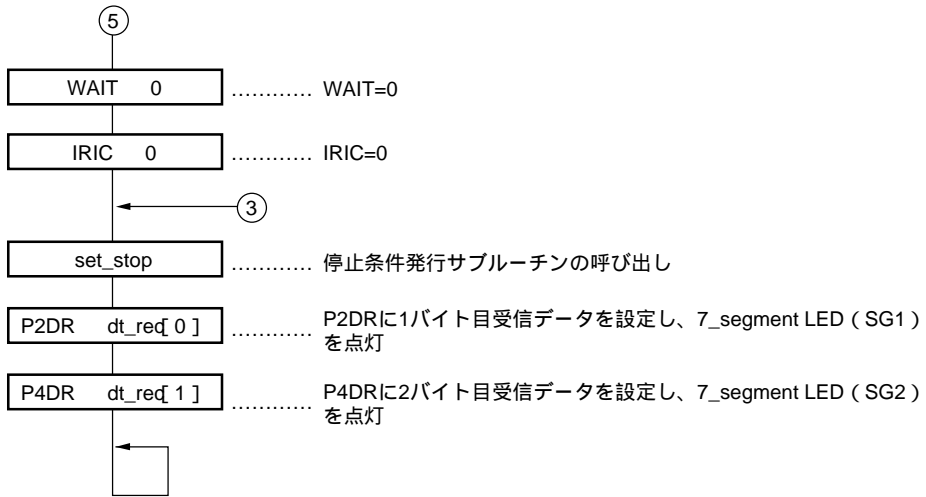 5
WAIT 0 ………… WAIT=0
IRIC 0 ………… IRIC=0
3
set_stop ………… 停止条件発行サブルーチンの呼び出し
P2DR dt_rec[ 0 ] ………… P2DRに1バイト目受信データを設定し、7_segment LED（SG1）
を点灯
P4DR dt_rec[ 1 ] ………… P4DRに2バイト目受信データを設定し、7_segment LED（SG2）
を点灯